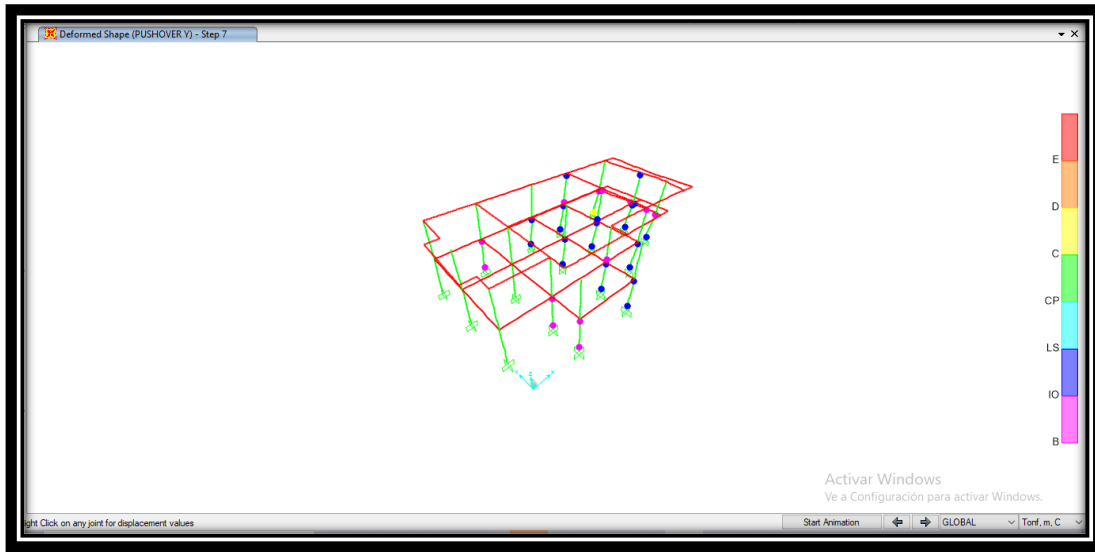 Deformed Shape (PUSHOVER Y) - Step 7
E
D
C
CP
LS
IO
B
Activar Windows
Ve a Configuración para activar Windows.
ight Click on any joint for displacement values
Start Animation
GLOBAL
Tonf, m, C